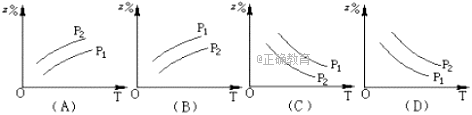 z% z% z% z%
P₂ P₁ P₁ P₂ P₁ P₂ P₂ P₁
@正确教育
O T O T O T O T
(A) (B) (C) (D)